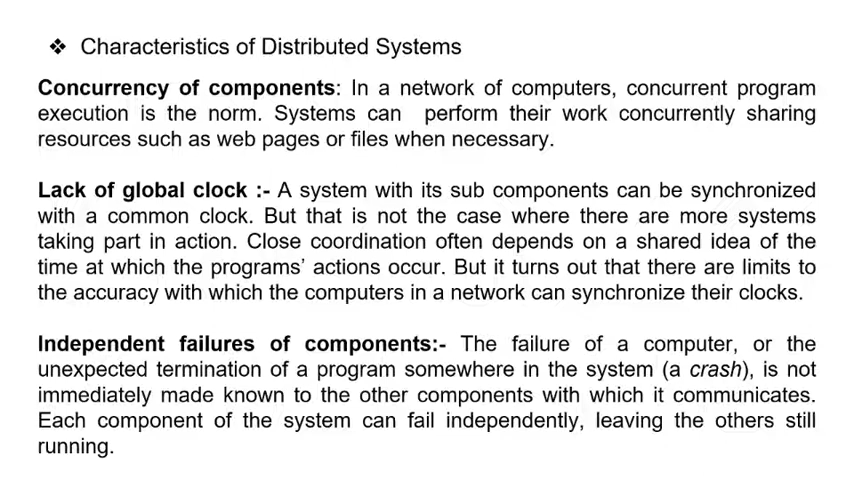 ❖ Characteristics of Distributed Systems
Concurrency of components: In a network of computers, concurrent program
execution is the norm. Systems can perform their work concurrently sharing
resources such as web pages or files when necessary.
Lack of global clock :- A system with its sub components can be synchronized
with a common clock. But that is not the case where there are more systems
taking part in action. Close coordination often depends on a shared idea of the
time at which the programs’ actions occur. But it turns out that there are limits to
the accuracy with which the computers in a network can synchronize their clocks.
Independent failures of components:- The failure of a computer, or the
unexpected termination of a program somewhere in the system (a crash), is not
immediately made known to the other components with which it communicates.
Each component of the system can fail independently, leaving the others still
running.